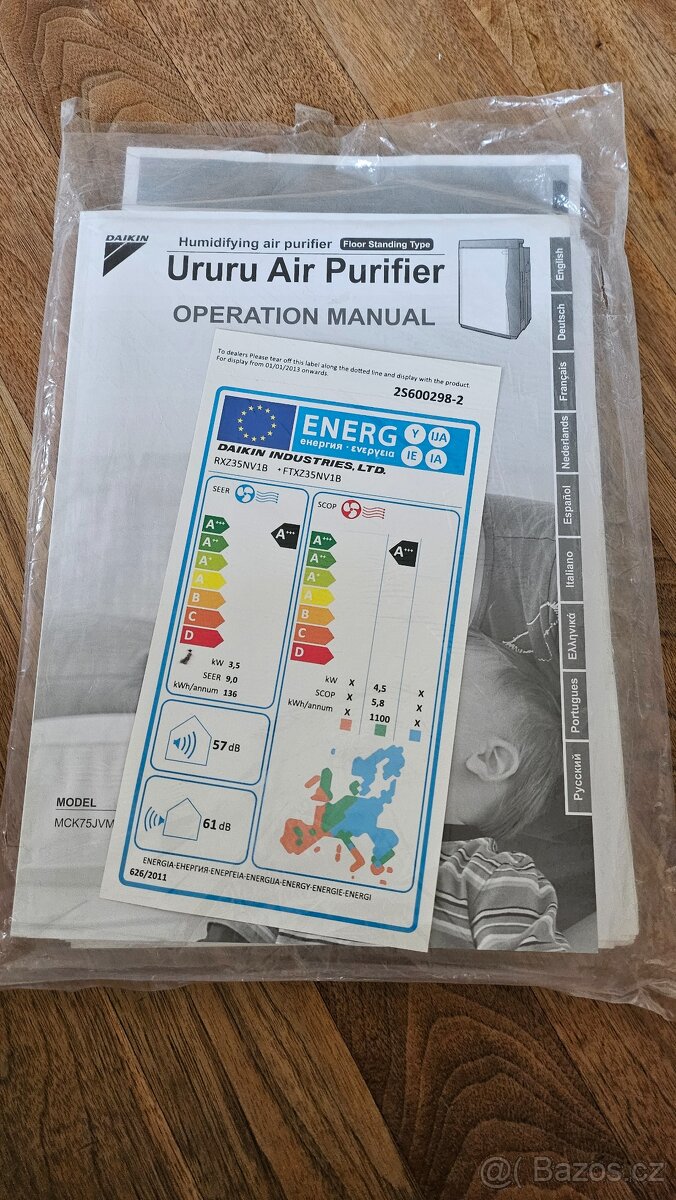 DAIKIN
Humidifying air purifier Floor Standing Type
Ururu Air Purifier
OPERATION MANUAL
English
Deutsch
Français
Nederlands
Español
Italiano
Ελληνικά
Portugues
Русский
MODEL
MCK75JVM
To dealers Please tear off this label along the dotted line and display with the product.
For display from 01/01/2013 onwards.
2S600298-2
ENERG Y IJA
енергия · ενεργεια IE IA
DAIKIN INDUSTRIES, LTD.
RXZ35NV1B + FTXZ35NV1B
SEER
SCOP
A+++
A++
A+
A
B
C
D
A+++
kW 3,5
SEER 9,0
kWh/annum 136
A+++
A++
A+
A
B
C
D
A+++
kW X 4,5 X
SCOP X 5,8 X
kWh/annum X 1100 X
57 dB
61 dB
ENERGIA·ЕНЕРГИЯ·ΕΝΕΡΓΕΙΑ·ENERGIJA·ENERGY·ENERGIE·ENERGI
626/2011
@( Bazoš.cz